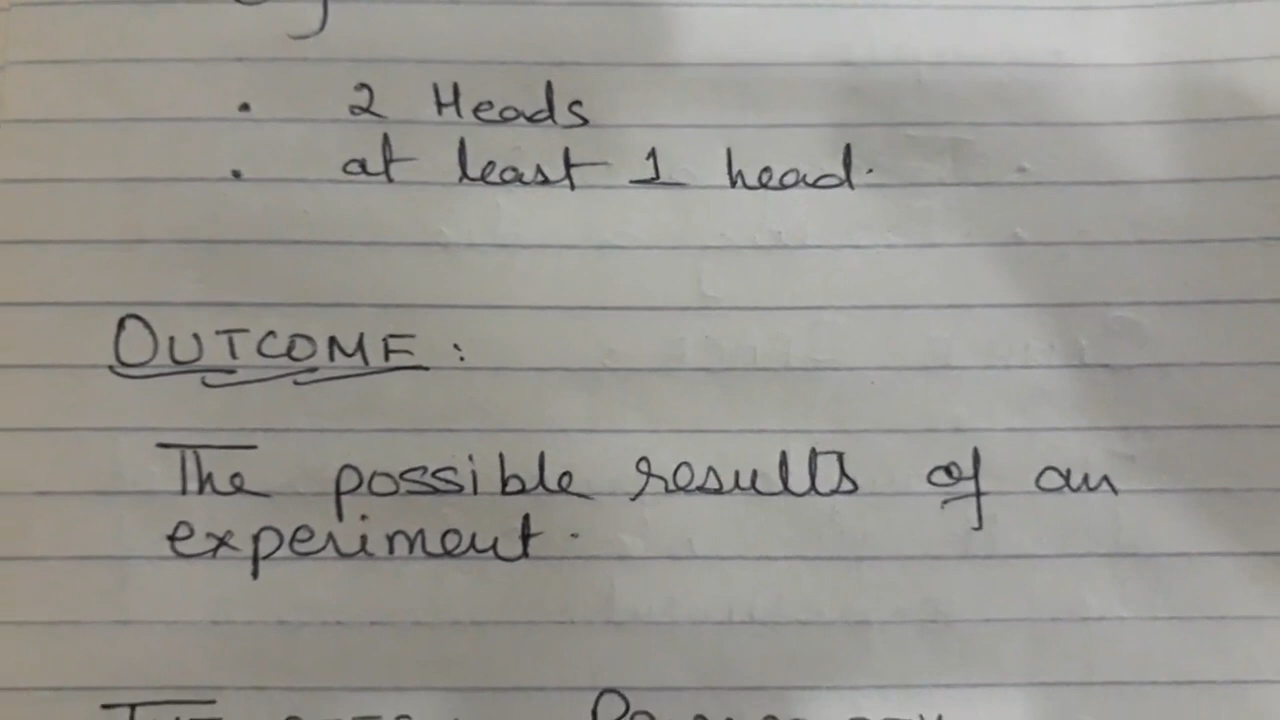 • 2 Heads
• at least 1 head.
OUTCOME:
The possible results of an
experiment.